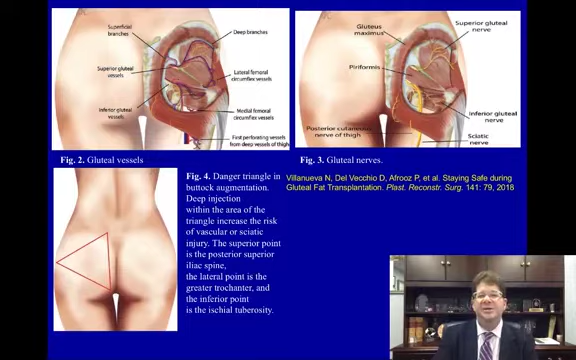 Superficial
branches
Deep branches
Superior gluteal
vessels
Lateral femoral
circumflex vessels
Inferior gluteal
vessels
Medial femoral
circumflex vessels
First perforating vessels
from deep vessels of thigh
Fig. 2. Gluteal vessels
Gluteus
maximus
Superior gluteal
nerve
Piriformis
Inferior gluteal
nerve
Posterior cutaneous
nerve of thigh
Sciatic
nerve
Fig. 3. Gluteal nerves.
Fig. 4. Danger triangle in
buttock augmentation.
Deep injection
within the area of the
triangle increase the risk
of vascular or sciatic
injury. The superior point
is the posterior superior
iliac spine,
the lateral point is the
greater trochanter, and
the inferior point
is the ischial tuberosity.
Villanueva N, Del Vecchio D, Afrooz P, et al. Staying Safe during
Gluteal Fat Transplantation. Plast. Reconstr. Surg. 141: 79, 2018